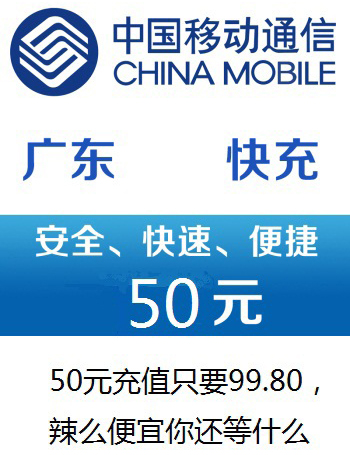 中国移动通信
CHINA MOBILE
广东 快充
安全、快速、便捷
50元
50元充值只要99.80，
辣么便宜你还等什么